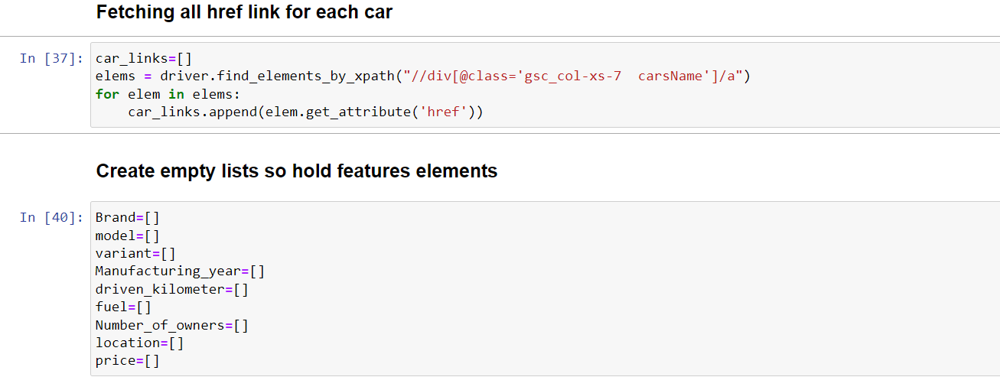 Fetching all href link for each car
In [37]: car_links=[]
elems = driver.find_elements_by_xpath("//div[@class='gsc_col-xs-7  carsName']/a")
for elem in elems:
    car_links.append(elem.get_attribute('href'))
Create empty lists so hold features elements
In [40]: Brand=[]
model=[]
variant=[]
Manufacturing_year=[]
driven_kilometer=[]
fuel=[]
Number_of_owners=[]
location=[]
price=[]